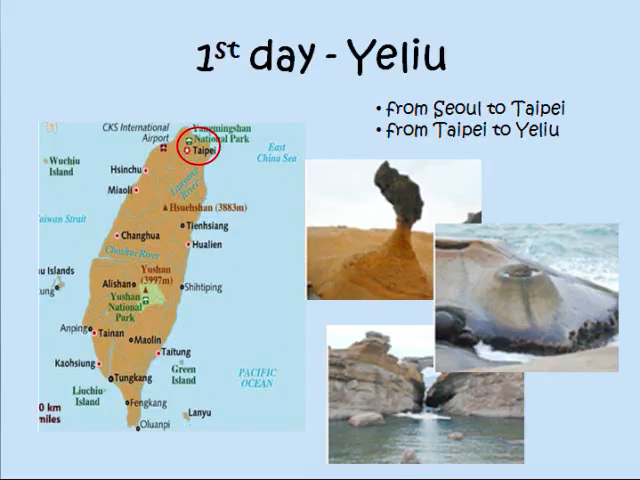 1st day - Yeliu
• from Seoul to Taipei
• from Taipei to Yeliu
CKS International
Airport
Yangmingshan
National Park
Taipei
East
China Sea
Wuchiu
Island
Hsinchu
Miaoli
River
Hsuehshan (3883m)
Taiwan Strait
Tienhsiang
Changhua
Hualien
Choshui River
Yushan
(3997m)
Alishan
Yushan
National
Park
Shihtiping
Anping
Tainan
Maolin
Taitung
Kaohsiung
Green
Island
PACIFIC
OCEAN
Tungkang
Liuchiu
Island
Fengkang
Lanyu
Oluanpi
0 km
miles